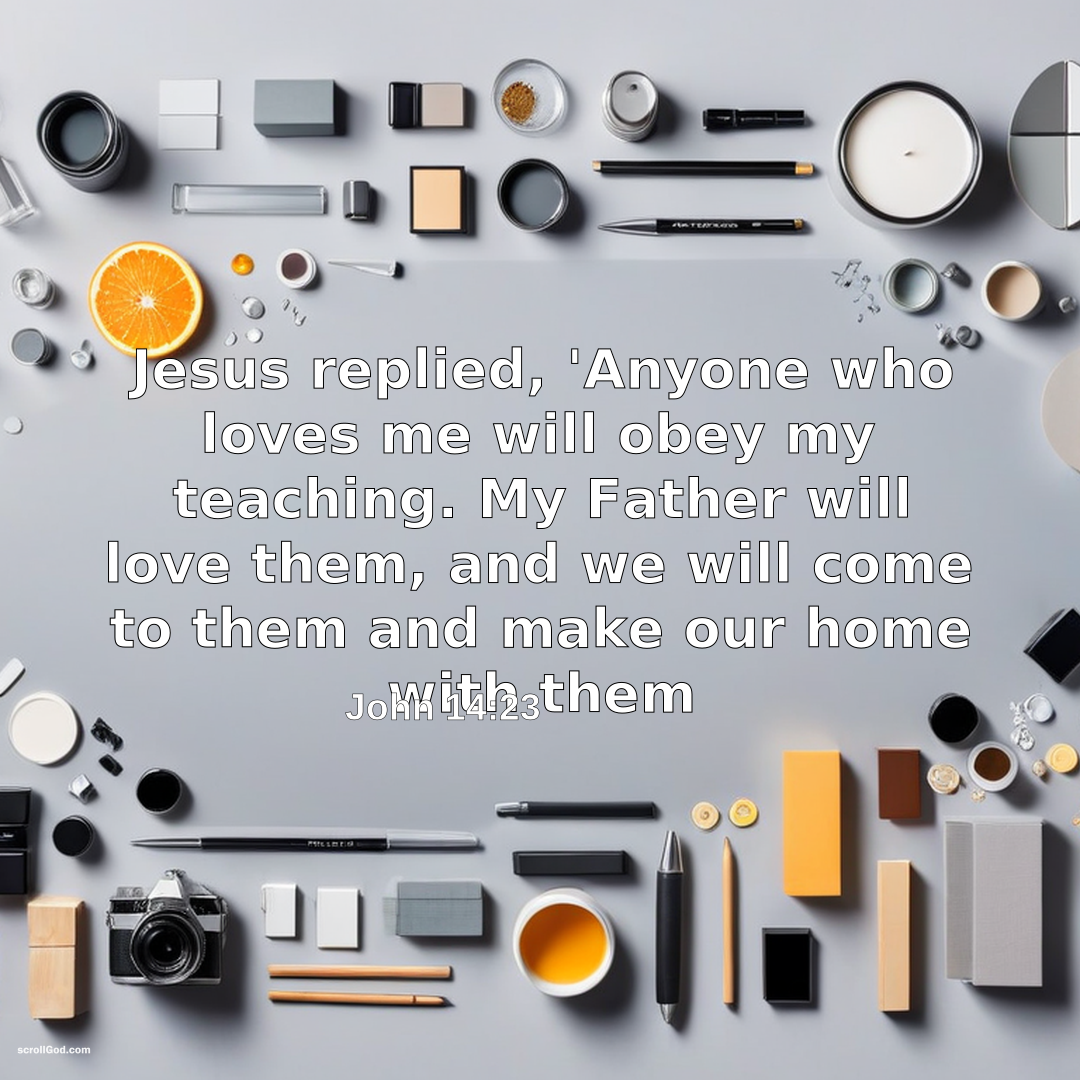 Jesus replied, 'Anyone who
loves me will obey my
teaching. My Father will
love them, and we will come
to them and make our home
with them
John 14:23
scrollGod.com